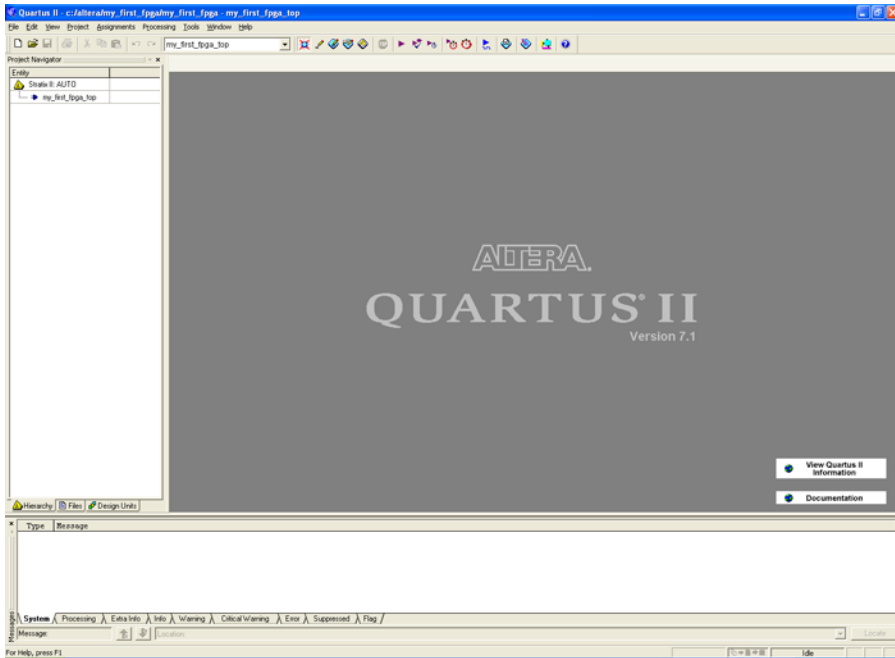 Quartus II - c:/altera/my_first_fpga/my_first_fpga - my_first_fpga_top
File Edit View Project Assignments Processing Tools Window Help
my_first_fpga_top
Project Navigator
Entity
Stratix II: AUTO
my_first_fpga_top
ALTERA.
QUARTUS® II
Version 7.1
View Quartus II
Information
Documentation
Hierarchy Files Design Units
Type Message
System Processing Extra Info Info Warning Critical Warning Error Suppressed Flag
Messages
Message: Location: Locate
For Help, press F1 Idle